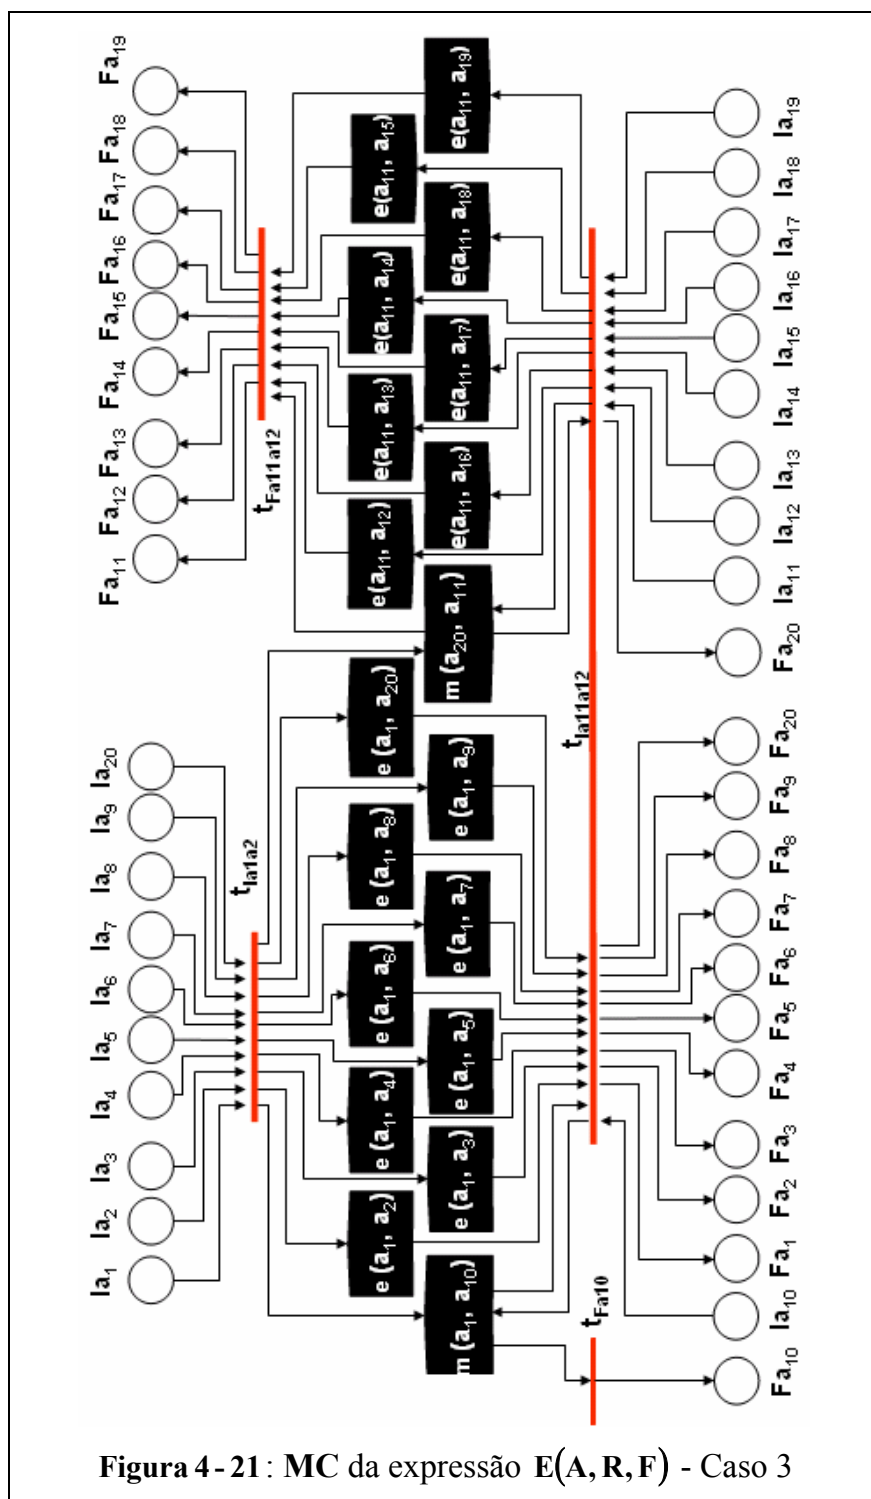 Fa19
Fa18
Fa17
Fa16
Fa15
Fa14
Fa13
Fa12
Fa11
tFa11a12
e(a11, a19)
e(a11, a15)
e(a11, a18)
e(a11, a14)
e(a11, a17)
e(a11, a13)
e(a11, a16)
e(a11, a12)
m (a20, a11)
Ia19
Ia18
Ia17
Ia16
Ia15
Ia14
Ia13
Ia12
Ia11
Fa20
tIa11a12
Ia20
Ia9
Ia8
Ia7
Ia6
Ia5
Ia4
Ia3
Ia2
Ia1
tIa1a2
e (a1, a20)
e (a1, a9)
e (a1, a8)
e (a1, a7)
e (a1, a6)
e (a1, a5)
e (a1, a4)
e (a1, a3)
e (a1, a2)
m (a1, a10)
Fa20
Fa9
Fa8
Fa7
Fa6
Fa5
Fa4
Fa3
Fa2
Fa1
Ia10
Fa10
tFa10
Figura 4 - 21 : MC da expressão E(A, R, F) - Caso 3